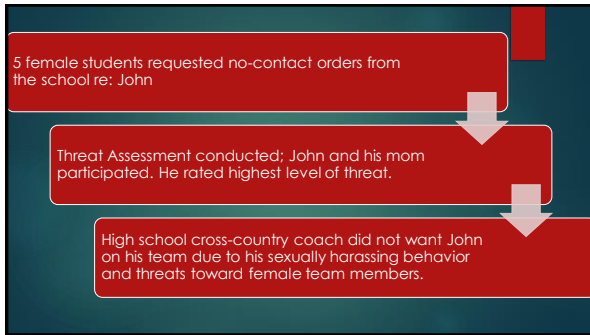 5 female students requested no-contact orders from
the school re: John
Threat Assessment conducted; John and his mom
participated. He rated highest level of threat.
High school cross-country coach did not want John
on his team due to his sexually harassing behavior
and threats toward female team members.